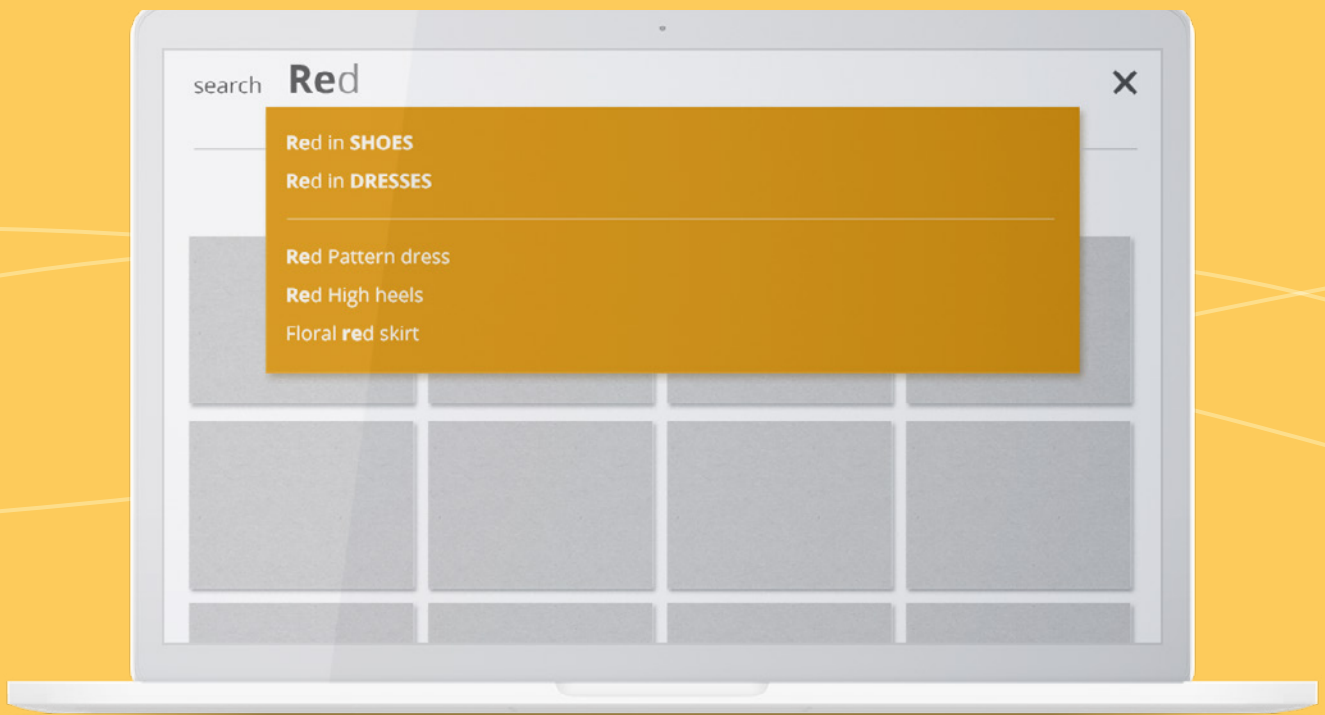 search Red
Red in SHOES
Red in DRESSES
Red Pattern dress
Red High heels
Floral red skirt